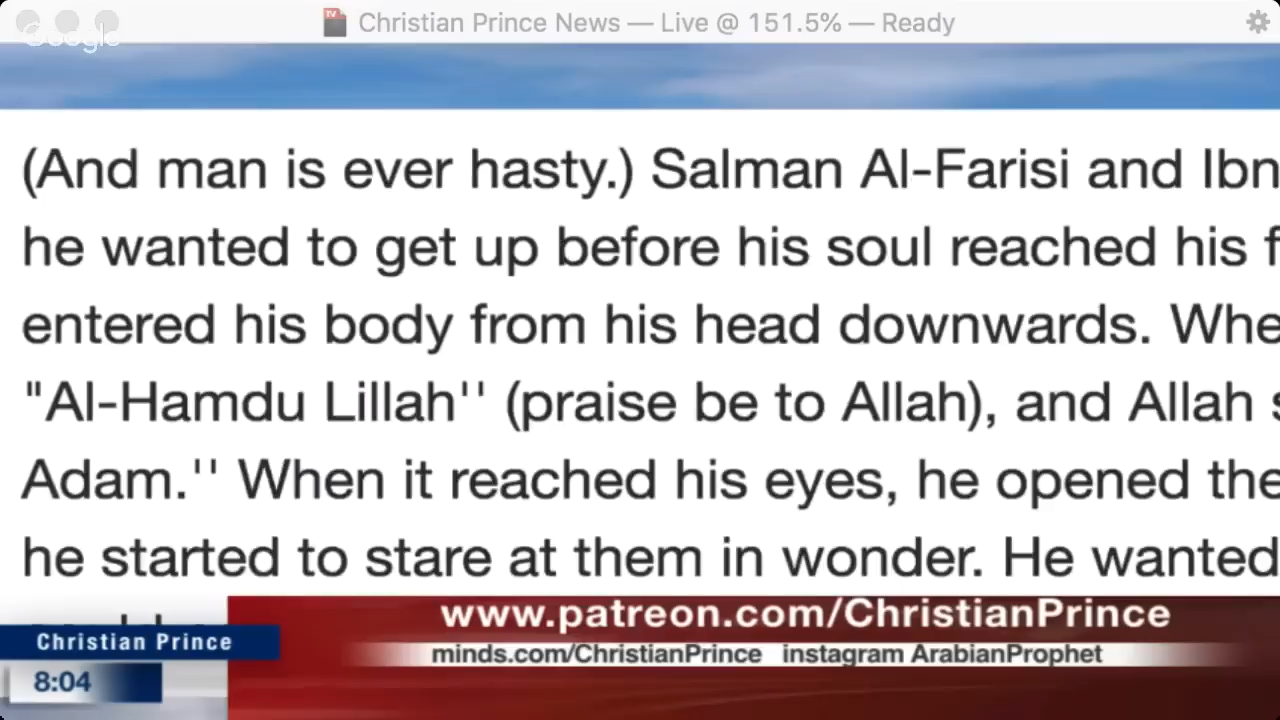 Christian Prince News — Live @ 151.5% — Ready
Google
(And man is ever hasty.) Salman Al-Farisi and Ibn
he wanted to get up before his soul reached his
entered his body from his head downwards. Whe
"Al-Hamdu Lillah'' (praise be to Allah), and Allah
Adam.'' When it reached his eyes, he opened the
he started to stare at them in wonder. He wanted
www.patreon.com/ChristianPrince
Christian Prince
minds.com/ChristianPrince instagram ArabianProphet
8:04